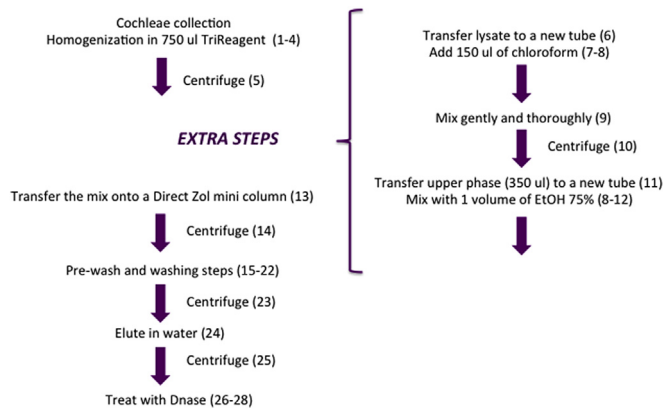 Cochleae collection
Homogenization in 750 ul TriReagent (1-4)
Centrifuge (5)
EXTRA STEPS
Transfer lysate to a new tube (6)
Add 150 ul of chloroform (7-8)
Mix gently and thoroughly (9)
Centrifuge (10)
Transfer upper phase (350 ul) to a new tube (11)
Mix with 1 volume of EtOH 75% (8-12)
Transfer the mix onto a Direct Zol mini column (13)
Centrifuge (14)
Pre-wash and washing steps (15-22)
Centrifuge (23)
Elute in water (24)
Centrifuge (25)
Treat with Dnase (26-28)